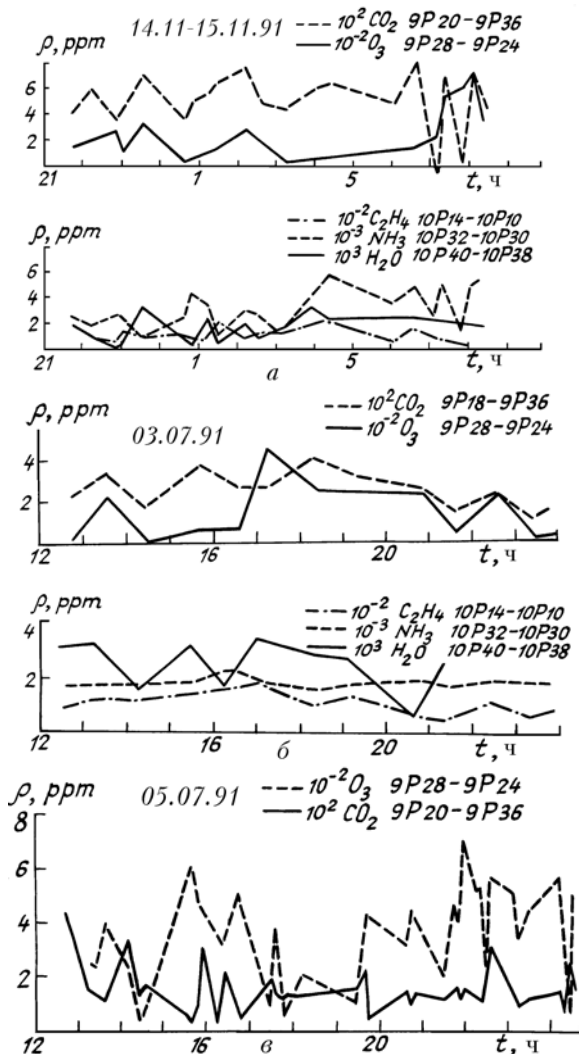 14.11-15.11.91
--- 10² CO₂ 9P20-9P36
— 10⁻² O₃ 9P28-9P24
ρ, ppm
6
4
2
21 1 5 t, ч
—·— 10⁻² C₂H₄ 10P14-10P10
--- 10⁻³ NH₃ 10P32-10P30
— 10³ H₂O 10P40-10P38
ρ, ppm
6
4
2
21 1 5 t, ч
а
ρ, ppm
03.07.91
--- 10² CO₂ 9P18-9P36
— 10⁻² O₃ 9P28-9P24
4
2
12 16 20 t, ч
ρ, ppm
—·— 10⁻² C₂H₄ 10P14-10P10
--- 10⁻³ NH₃ 10P32-10P30
— 10³ H₂O 10P40-10P38
4
2
12 16 20 t, ч
б
ρ, ppm
05.07.91
--- 10⁻² O₃ 9P28-9P24
— 10² CO₂ 9P20-9P36
8
6
4
2
12 16 20 t, ч
в